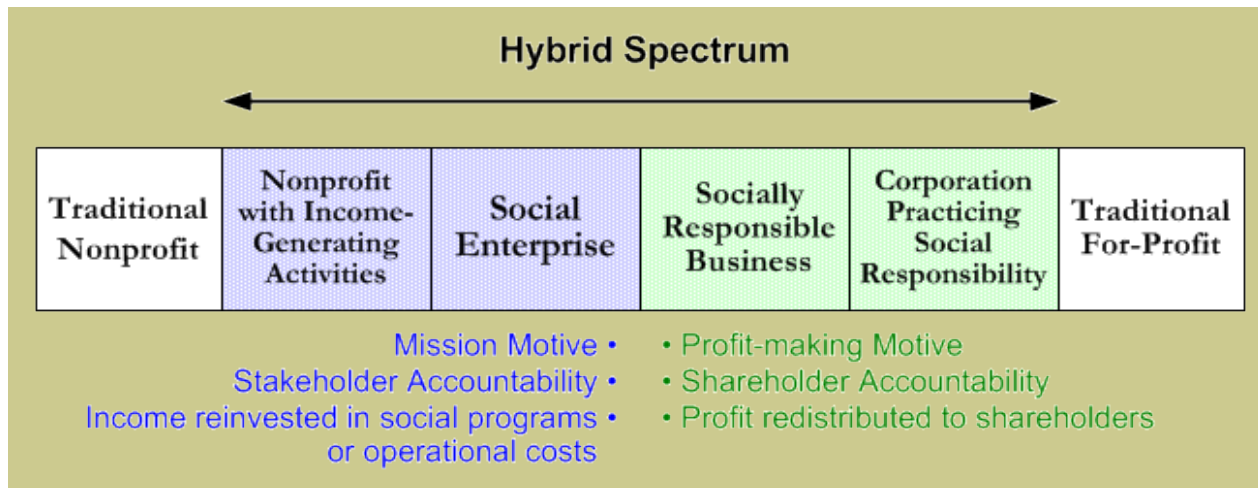 Hybrid Spectrum
Traditional
Nonprofit
Nonprofit
with Income-
Generating
Activities
Social
Enterprise
Socially
Responsible
Business
Corporation
Practicing
Social
Responsibility
Traditional
For-Profit
Mission Motive •
Stakeholder Accountability •
Income reinvested in social programs •
or operational costs
• Profit-making Motive
• Shareholder Accountability
• Profit redistributed to shareholders